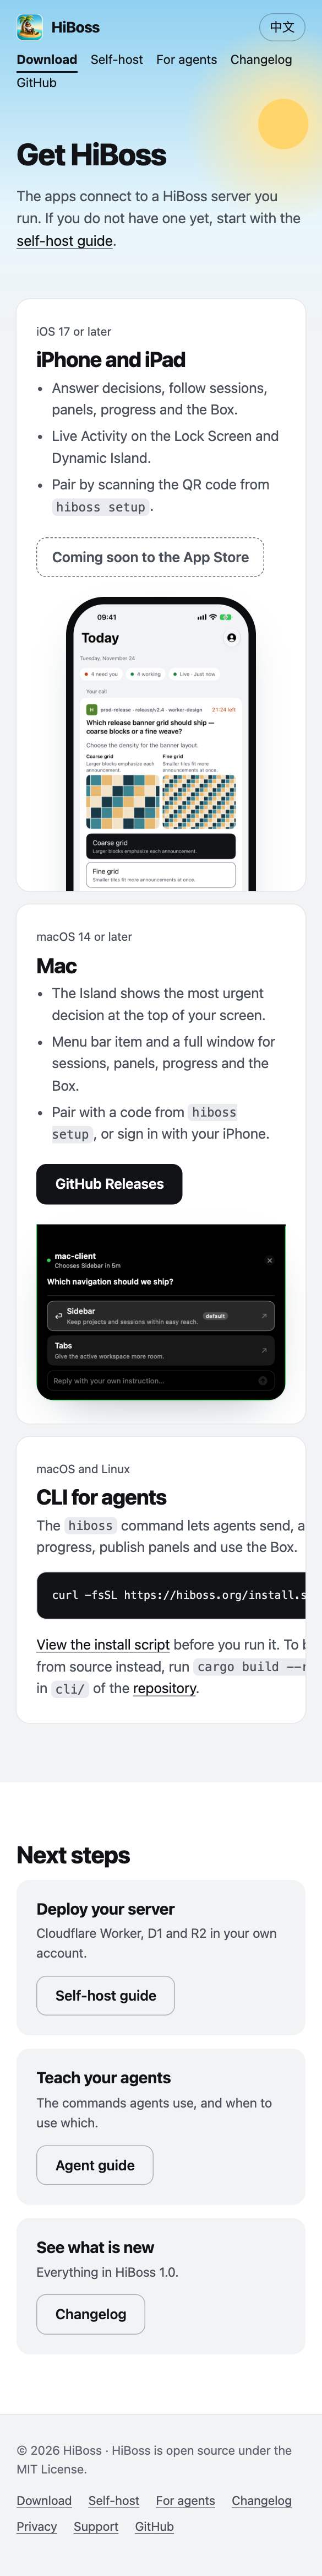 HiBoss
中文
Download Self-host For agents Changelog
GitHub
Get HiBoss
The apps connect to a HiBoss server you
run. If you do not have one yet, start with the
self-host guide.
iOS 17 or later
iPhone and iPad
• Answer decisions, follow sessions,
panels, progress and the Box.
• Live Activity on the Lock Screen and
Dynamic Island.
• Pair by scanning the QR code from
hiboss setup.
Coming soon to the App Store
09:41
Today
Tuesday, November 24
4 need you
4 working
Live · Just now
Your call
H prod-release · release/v2.4 · worker-design 21:24 left
Which release banner grid should ship —
coarse blocks or a fine weave?
Choose the density for the banner layout.
Coarse grid
Larger blocks emphasize each
announcement.
Fine grid
Smaller tiles fit more
announcements at once.
Coarse grid
Larger blocks emphasize each announcement.
Fine grid
Smaller tiles fit more announcements at once.
macOS 14 or later
Mac
• The Island shows the most urgent
decision at the top of your screen.
• Menu bar item and a full window for
sessions, panels, progress and the
Box.
• Pair with a code from hiboss
setup, or sign in with your iPhone.
GitHub Releases
mac-client
Chooses Sidebar in 5m
Which navigation should we ship?
Sidebar
Keep projects and sessions within easy reach.
default
Tabs
Give the active workspace more room.
Reply with your own instruction...
macOS and Linux
CLI for agents
The hiboss command lets agents send, a
progress, publish panels and use the Box.
curl -fsSL https://hiboss.org/install.s
View the install script before you run it. To b
from source instead, run cargo build --r
in cli/ of the repository.
Next steps
Deploy your server
Cloudflare Worker, D1 and R2 in your own
account.
Self-host guide
Teach your agents
The commands agents use, and when to
use which.
Agent guide
See what is new
Everything in HiBoss 1.0.
Changelog
© 2026 HiBoss · HiBoss is open source under the
MIT License.
Download Self-host For agents Changelog
Privacy Support GitHub